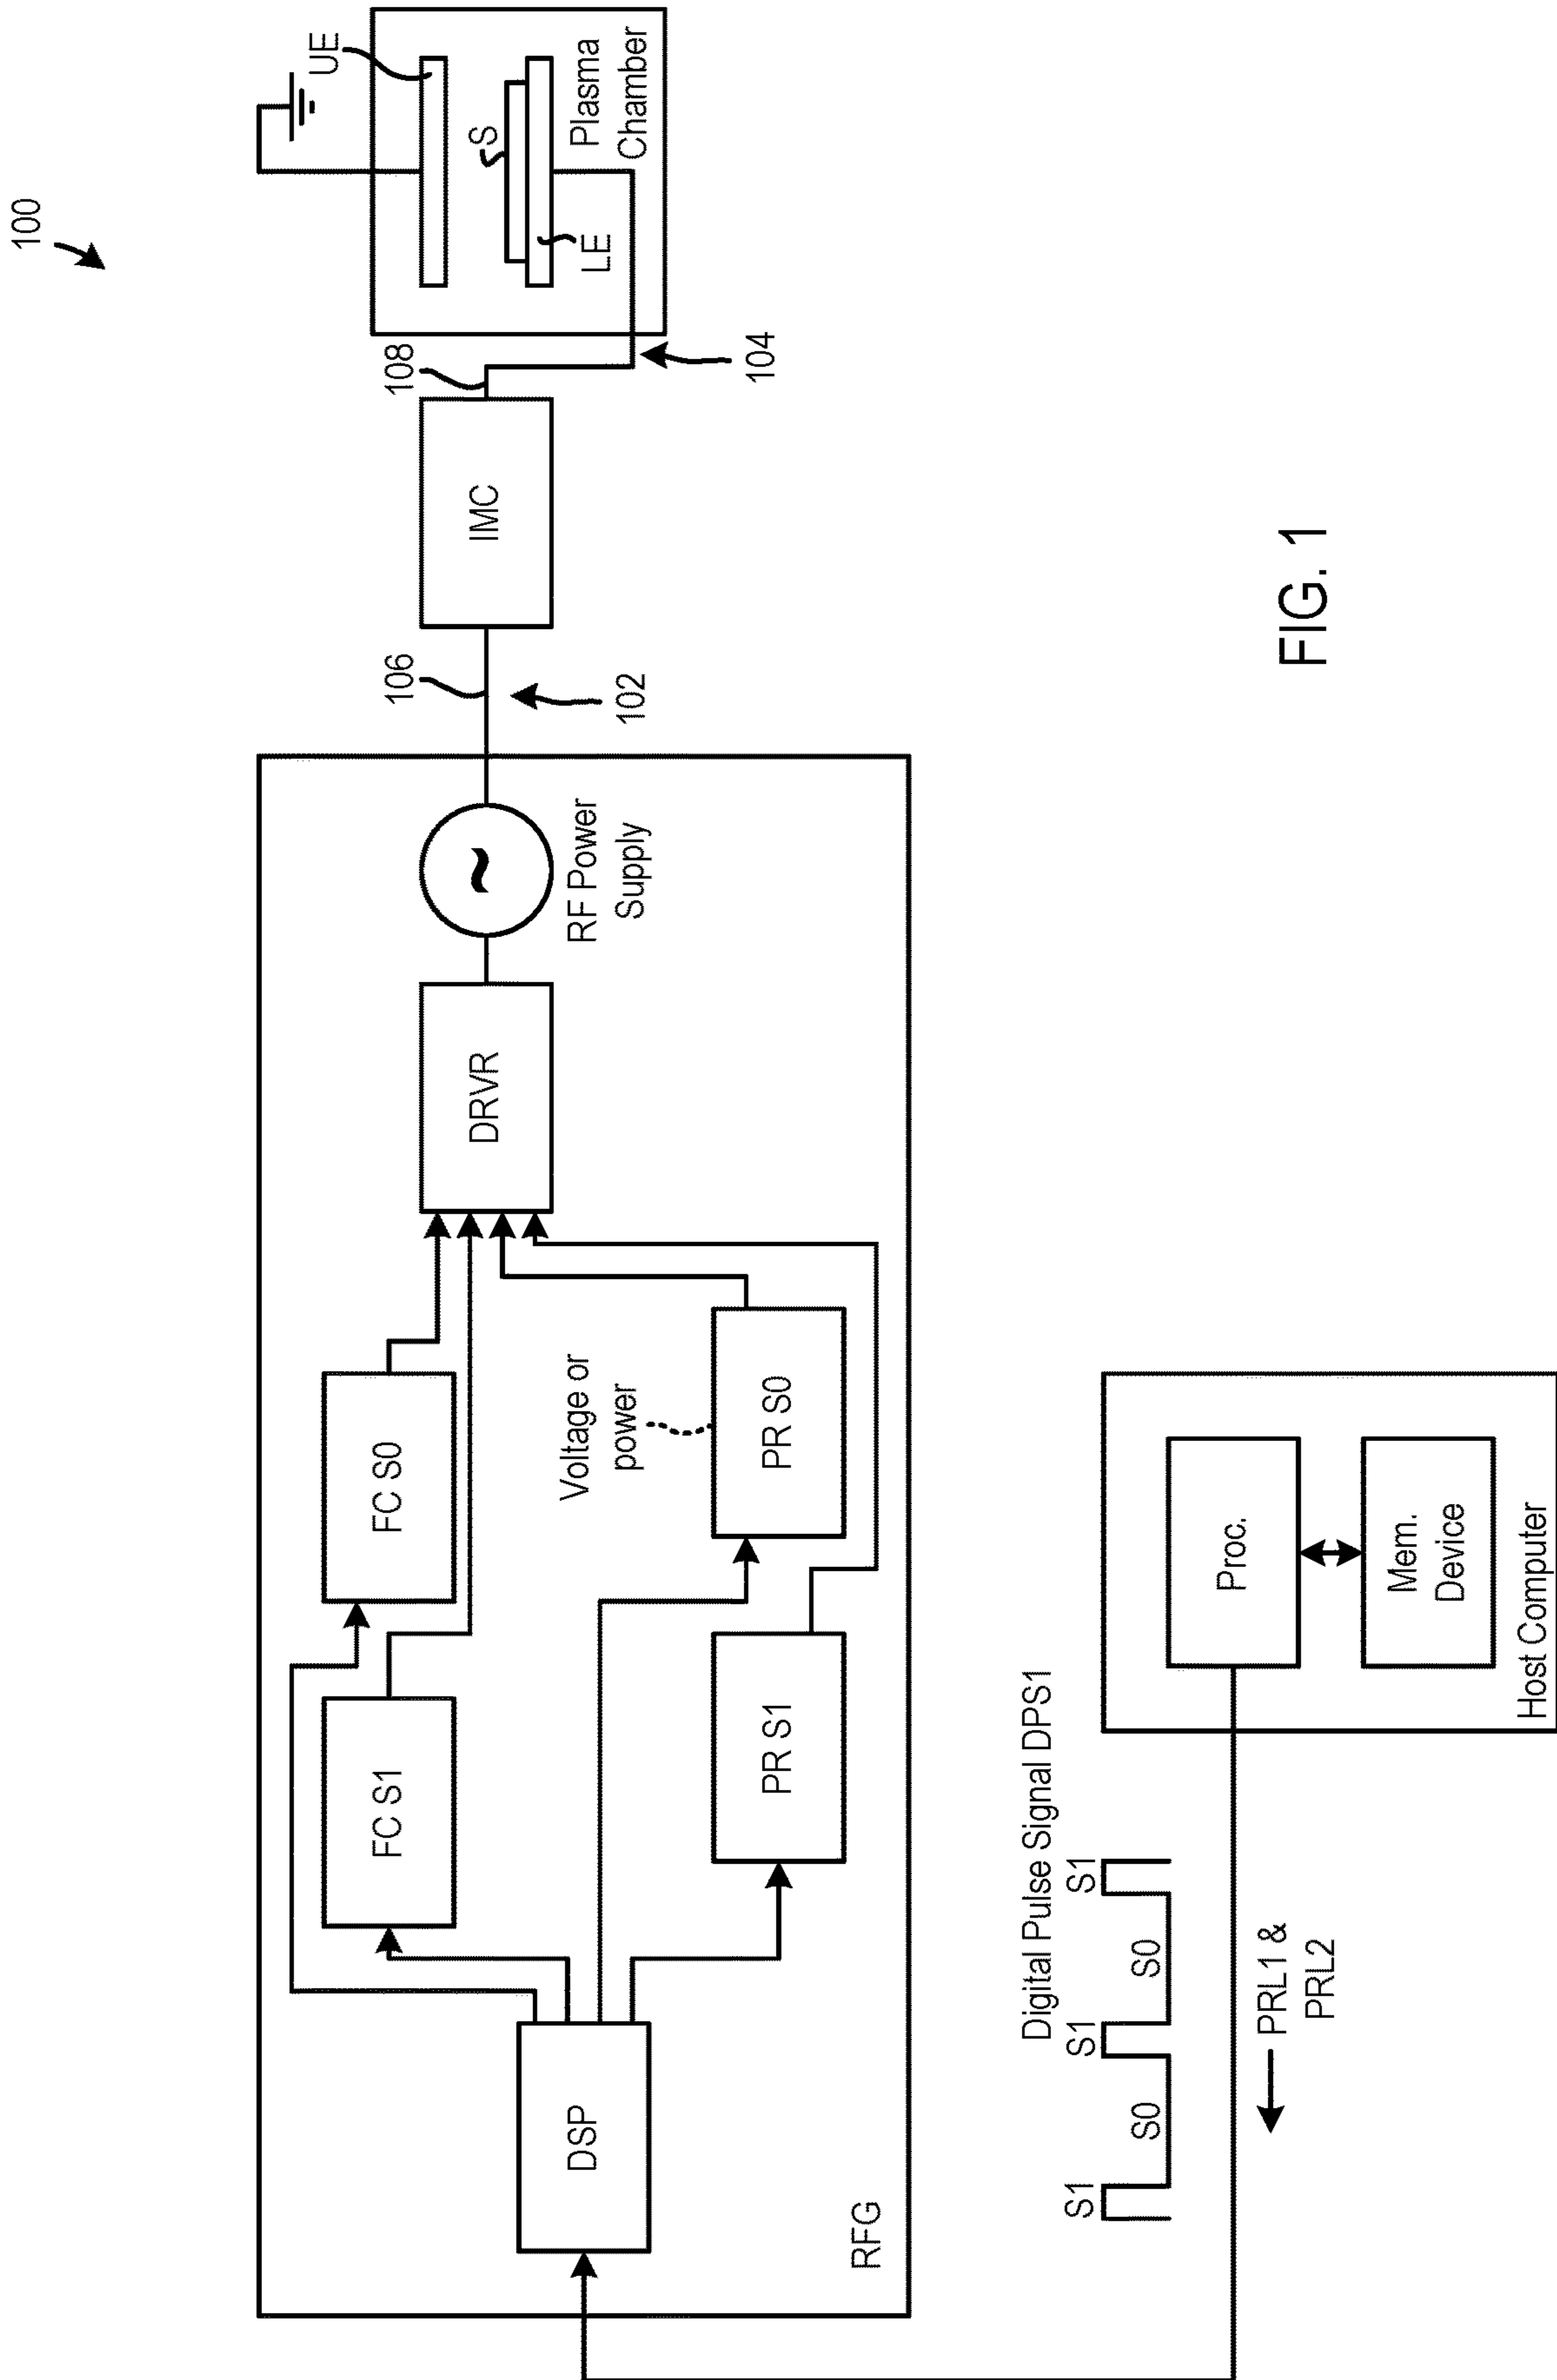 100
UE
S
LE
Plasma
Chamber
108
104
IMC
106
102
RF Power
Supply
DRVR
FC S0
FC S1
Voltage or
power
PR S0
PR S1
DSP
RFG
Digital Pulse Signal DPS1
S1
S1
S1
S0
S0
PRL1 &
PRL2
Proc.
Mem.
Device
Host Computer
FIG. 1